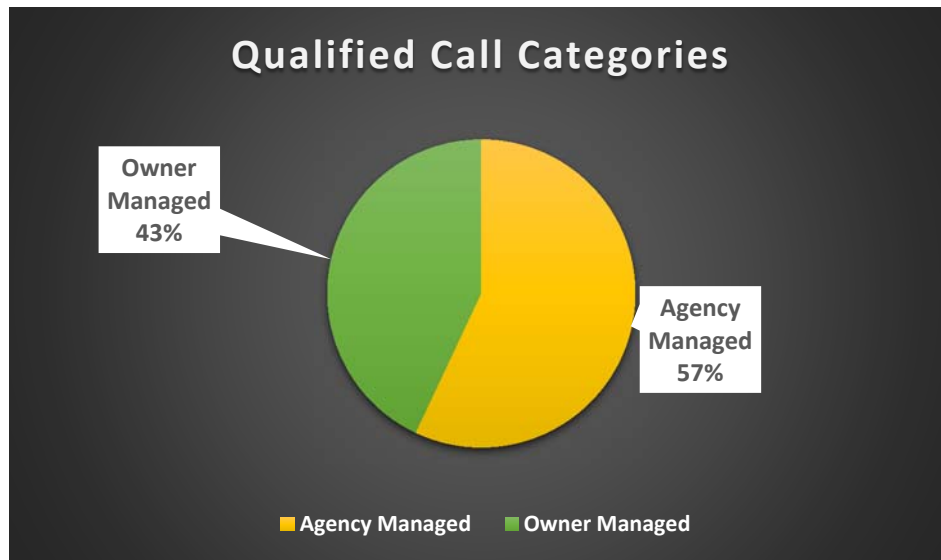 Qualified Call Categories
Owner
Managed
43%
Agency
Managed
57%
Agency Managed
Owner Managed